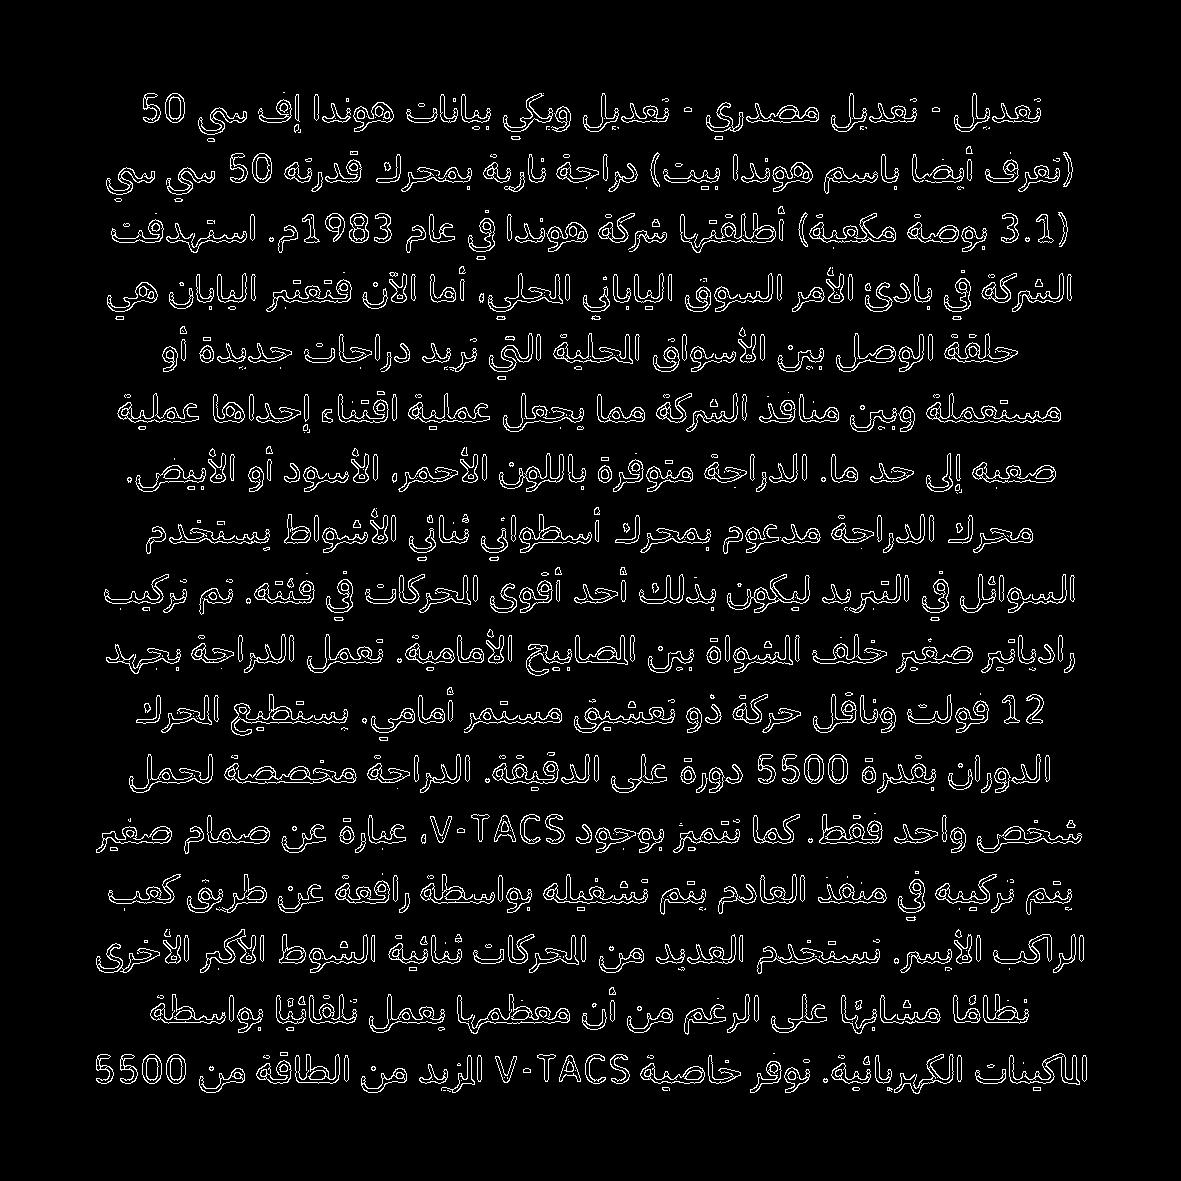 تعديل - تعديل مصدري - تعديل ويكي بيانات هوندا إف سي 50
(تعرف أيضا باسم هوندا بيت) دراجة نارية بمحرك قدرته 50 سي سي
(3.1 بوصة مكعبة) أطلقتها شركة هوندا في عام 1983م. استهدفت
الشركة في بادئ الأمر السوق الياباني المحلي، أما الآن فتعتبر اليابان هي
حلقة الوصل بين الأسواق المحلية التي تريد دراجات جديدة أو
مستعملة وبين منافذ الشركة مما يجعل عملية اقتناء إحداها عملية
صعبه إلى حد ما. الدراجة متوفرة باللون الأحمر، الأسود أو الأبيض.
محرك الدراجة مدعوم بمحرك أسطواني ثنائي الأشواط يستخدم
السوائل في التبريد ليكون بذلك أحد أقوى المحركات في فئته. تم تركيب
رادياتير صغير خلف الشواة بين المصابيح الأمامية. تعمل الدراجة بجهد
12 فولت وناقل حركة ذو تعشيق مستمر أمامي. يستطيع المحرك
الدوران بقدرة 5500 دورة على الدقيقة. الدراجة مخصصة لحمل
شخص واحد فقط. كما تتميز بوجود V-TACS، عبارة عن صمام صغير
يتم تركيبه في منفذ العادم يتم تشغيله بواسطة رافعة عن طريق كعب
الراكب الأيسر. تستخدم العديد من المحركات ثنائية الشوط الأكبر الأخرى
نظامًا مشابهًا على الرغم من أن معظمها يعمل تلقائيًا بواسطة
الماكينات الكهربائية. توفر خاصية V-TACS المزيد من الطاقة من 5500